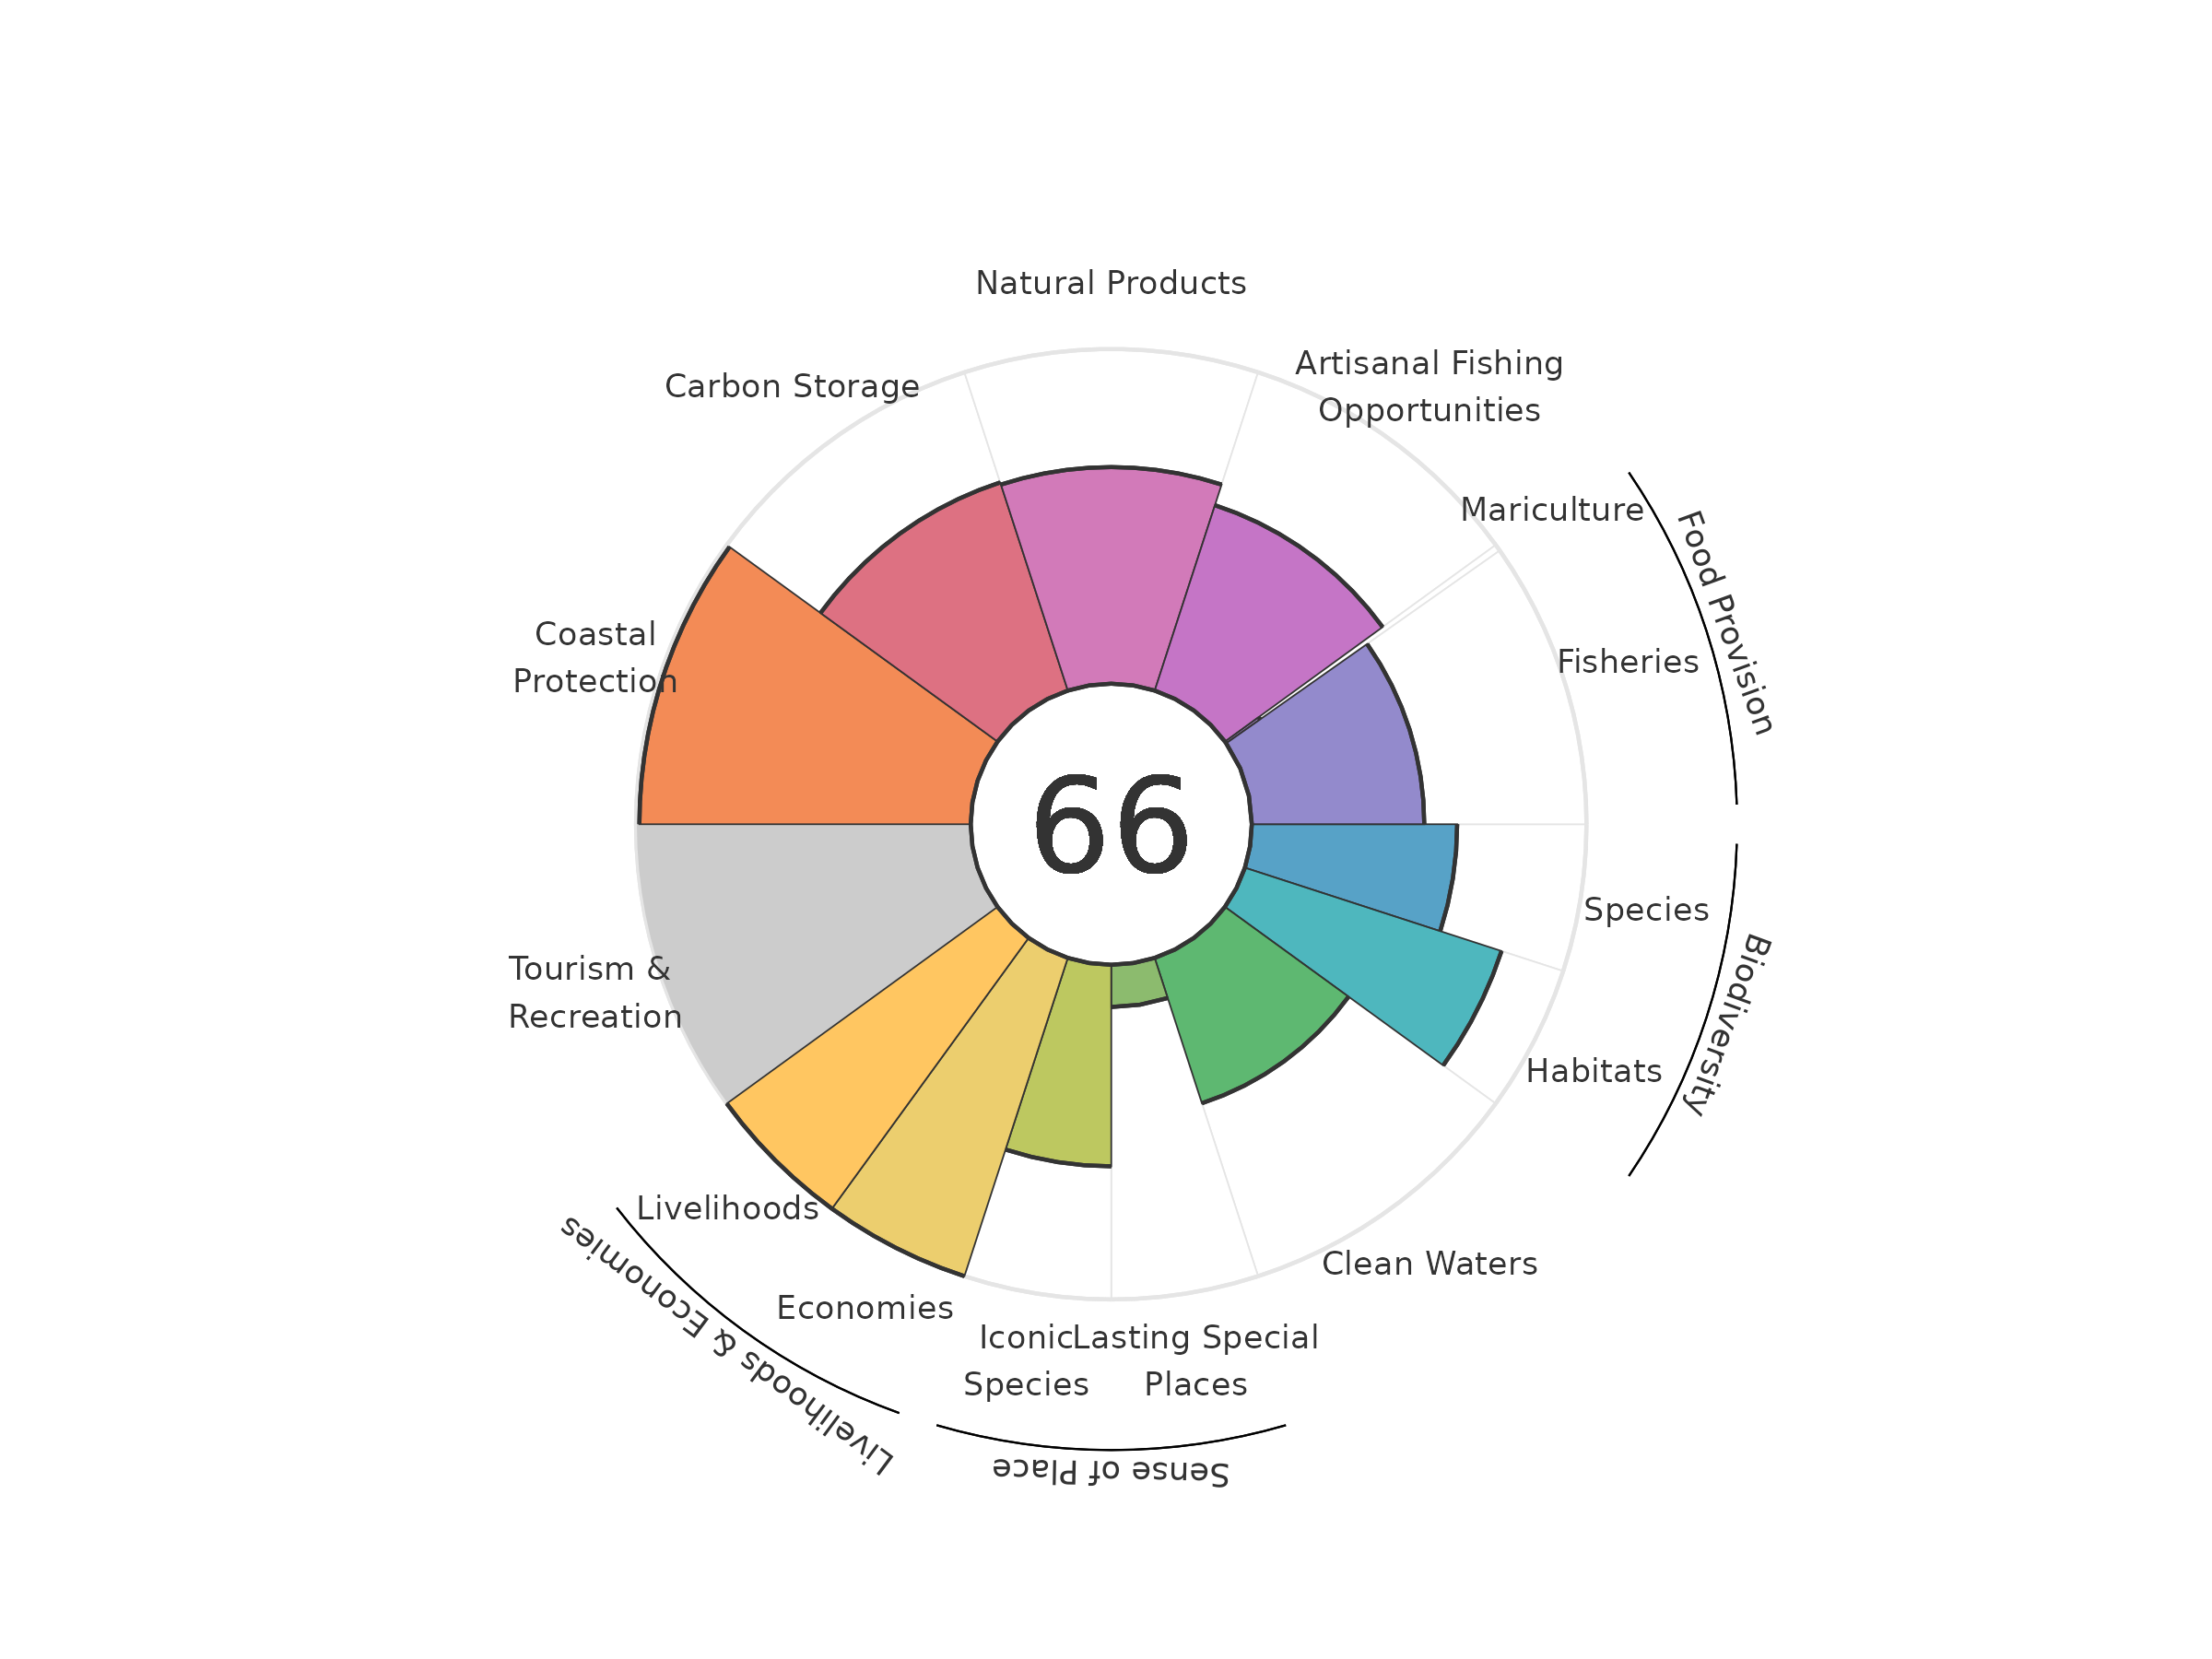 Natural Products
Artisanal Fishing
Opportunities
Carbon Storage
Mariculture
Food Provision
Fisheries
Coastal
Protection
66
Species
Biodiversity
Habitats
Tourism &
Recreation
Livelihoods
Clean Waters
Economies
Livelihoods & Economies
Iconic
Species
Lasting Special
Places
Sense of Place